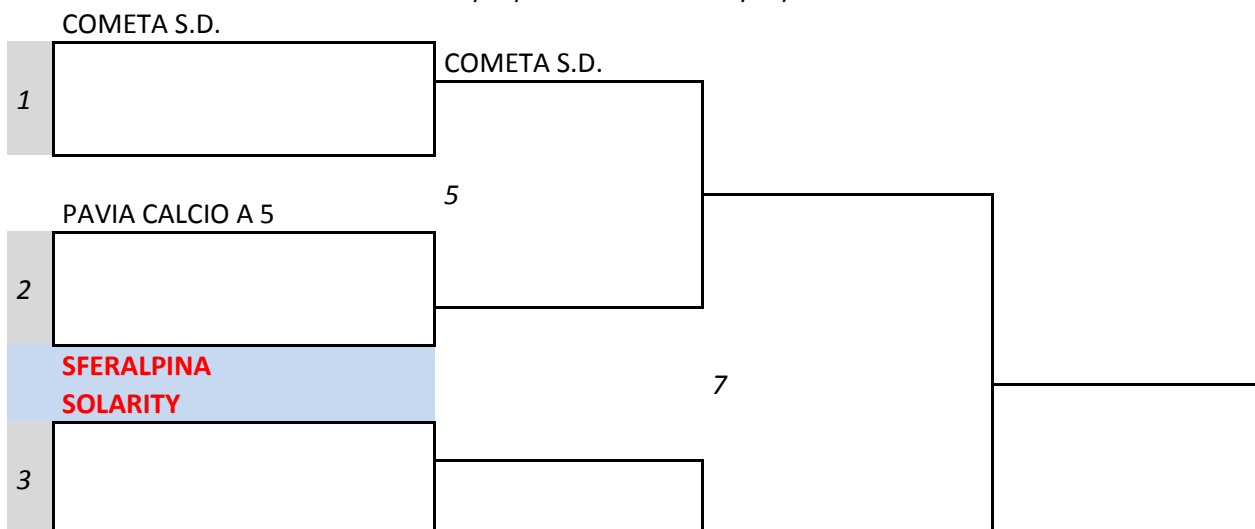 COMETA S.D.
COMETA S.D.
1
5
PAVIA CALCIO A 5
2
SFERALPINA
SOLARITY
7
3